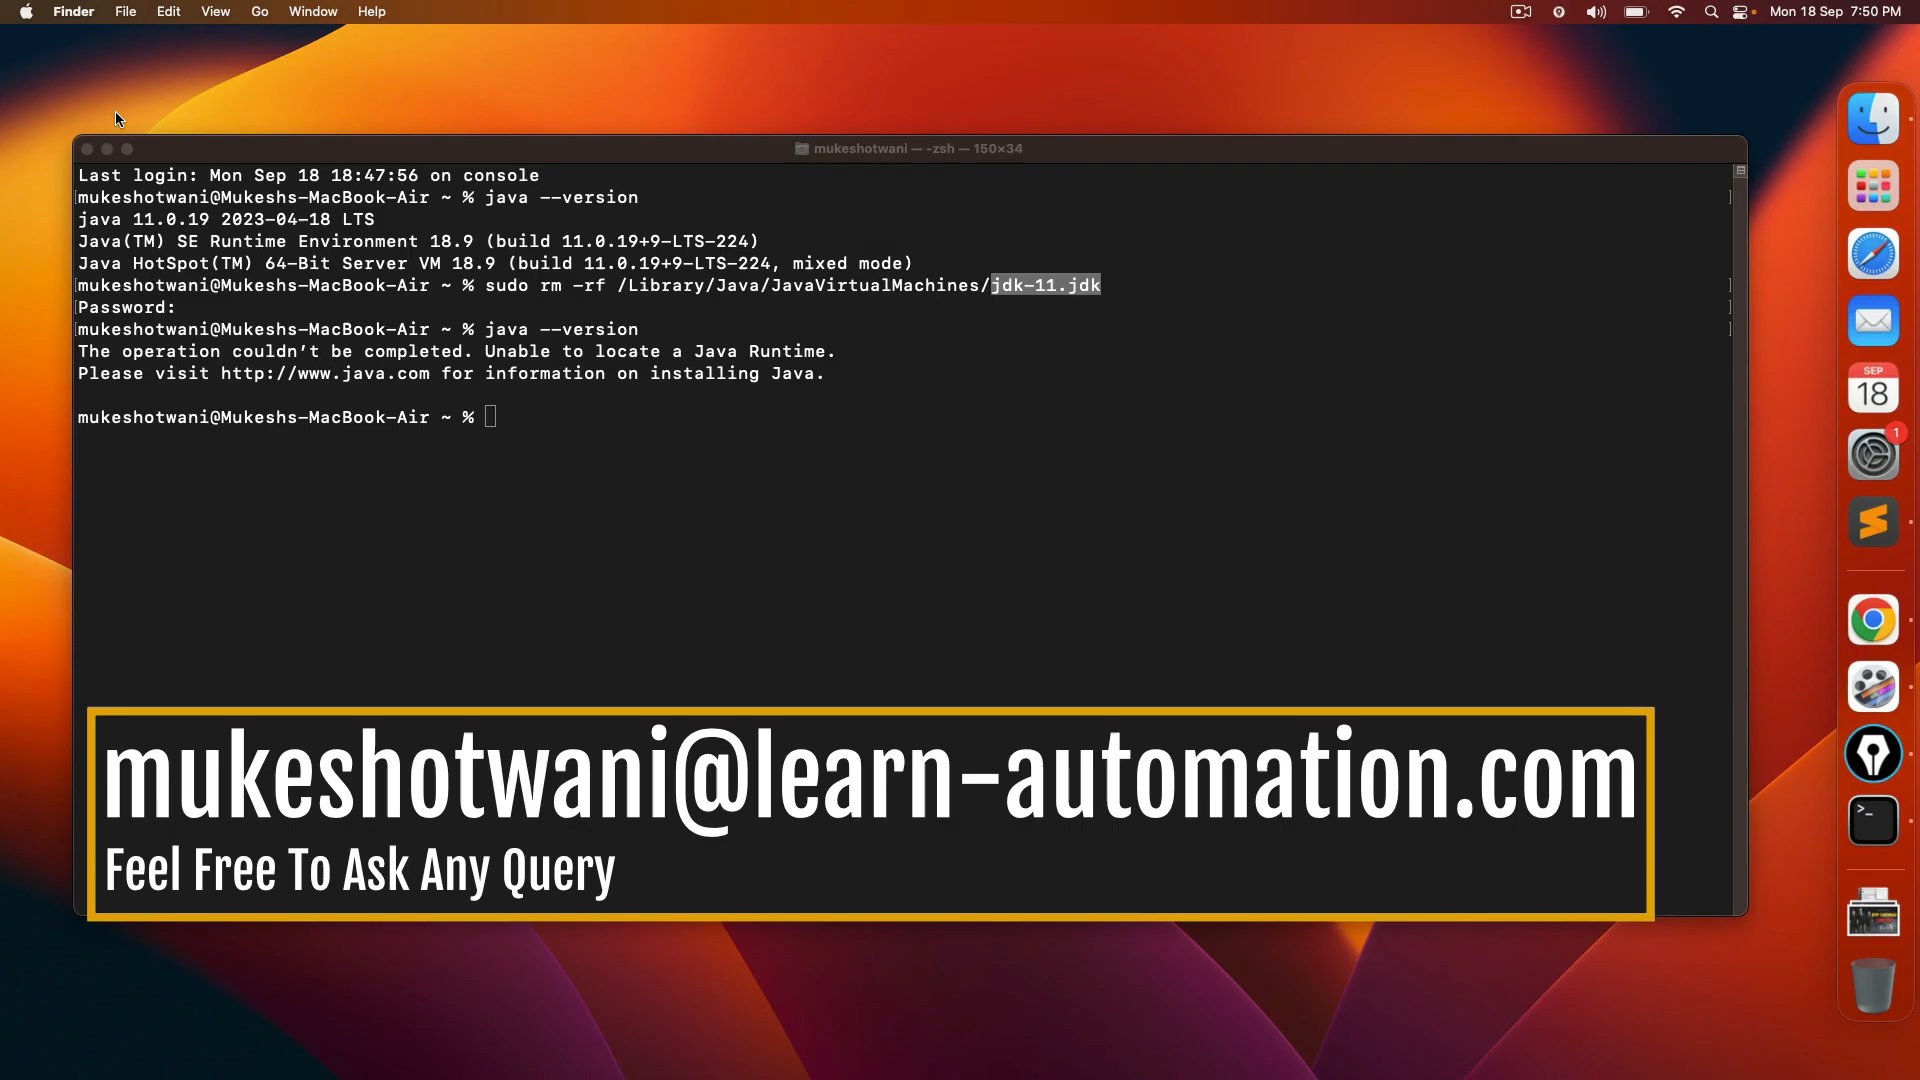 Finder File Edit View Go Window Help Mon 18 Sep 7:50 PM
mukeshotwani — -zsh — 150×34
Last login: Mon Sep 18 18:47:56 on console
[mukeshotwani@Mukeshs-MacBook-Air ~ % java --version ]
java 11.0.19 2023-04-18 LTS
Java(TM) SE Runtime Environment 18.9 (build 11.0.19+9-LTS-224)
Java HotSpot(TM) 64-Bit Server VM 18.9 (build 11.0.19+9-LTS-224, mixed mode)
[mukeshotwani@Mukeshs-MacBook-Air ~ % sudo rm -rf /Library/Java/JavaVirtualMachines/jdk-11.jdk ]
[Password: ]
[mukeshotwani@Mukeshs-MacBook-Air ~ % java --version ]
The operation couldn’t be completed. Unable to locate a Java Runtime.
Please visit http://www.java.com for information on installing Java.
mukeshotwani@Mukeshs-MacBook-Air ~ %
SEP
18
1
>_
mukeshotwani@learn-automation.com
Feel Free To Ask Any Query